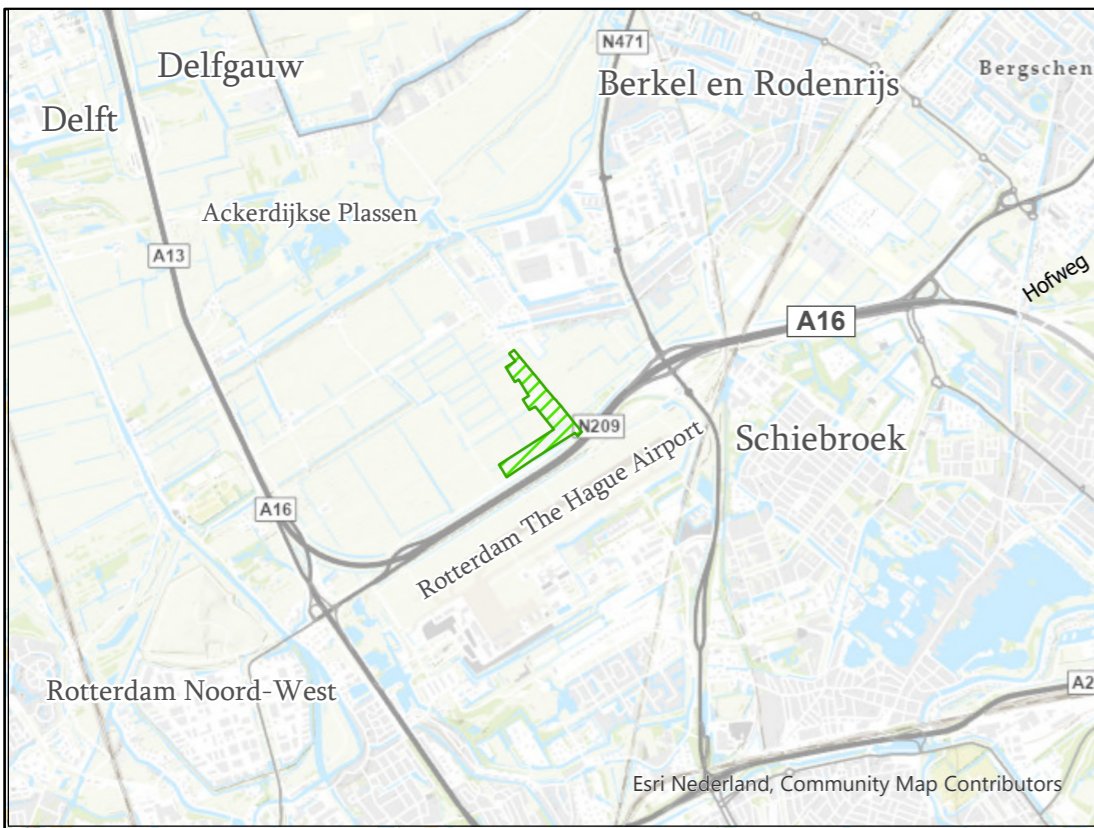 N471
Delfgauw
Bergschen
Berkel en Rodenrijs
Delft
Ackerdijkse Plassen
A13
Hofweg
A16
N209
Schiebroek
A16
Rotterdam The Hague Airport
Rotterdam Noord-West
A2
Esri Nederland, Community Map Contributors